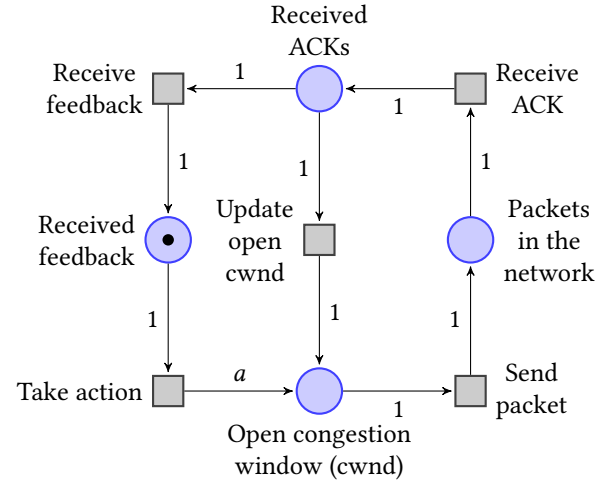 Received
ACKs
Receive
feedback
1
1
Receive
ACK
1
1
1
Received
feedback
Update
open
cwnd
Packets
in the
network
1
1
1
Take action
a
1
Send
packet
Open congestion
window (cwnd)